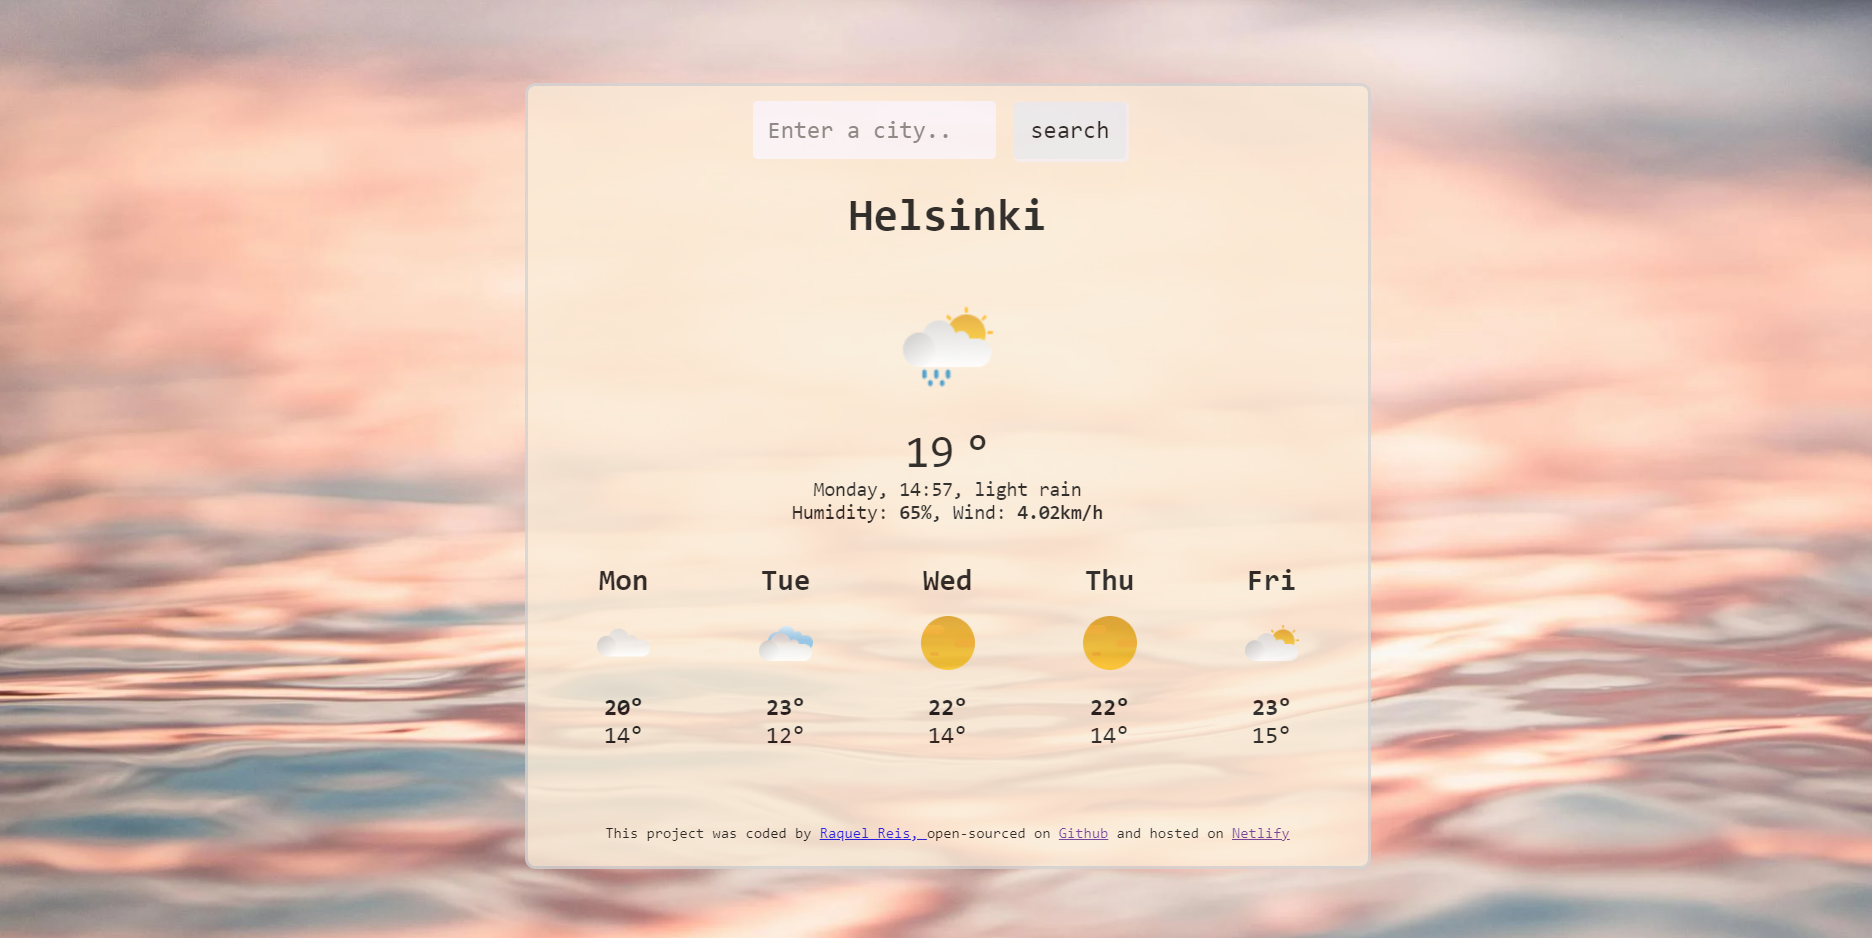 Enter a city..
search
Helsinki
19 °
Monday, 14:57, light rain
Humidity: 65%, Wind: 4.02km/h
Mon Tue Wed Thu Fri
20° 23° 22° 22° 23°
14° 12° 14° 14° 15°
This project was coded by Raquel Reis, open-sourced on Github and hosted on Netlify